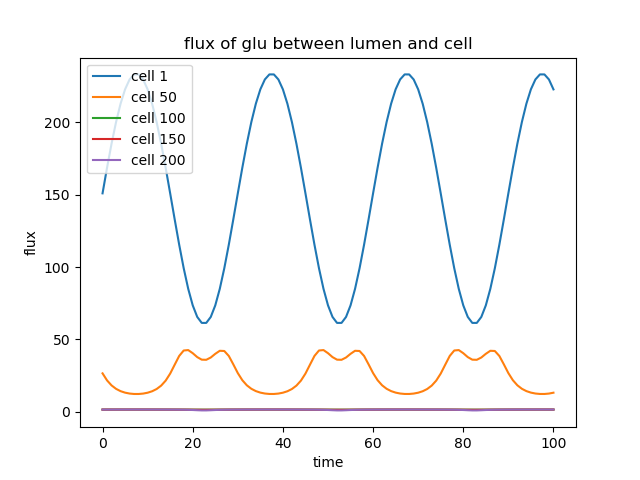 flux of glu between lumen and cell
cell 1
cell 50
cell 100
cell 150
cell 200
flux
200
150
100
50
0
0 20 40 60 80 100
time